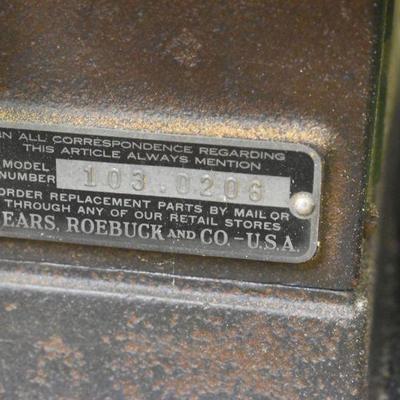 IN ALL CORRESPONDENCE REGARDING
THIS ARTICLE ALWAYS MENTION
MODEL
NUMBER 103.0206
ORDER REPLACEMENT PARTS BY MAIL OR
THROUGH ANY OF OUR RETAIL STORES
EARS, ROEBUCK AND CO.-U.S.A.